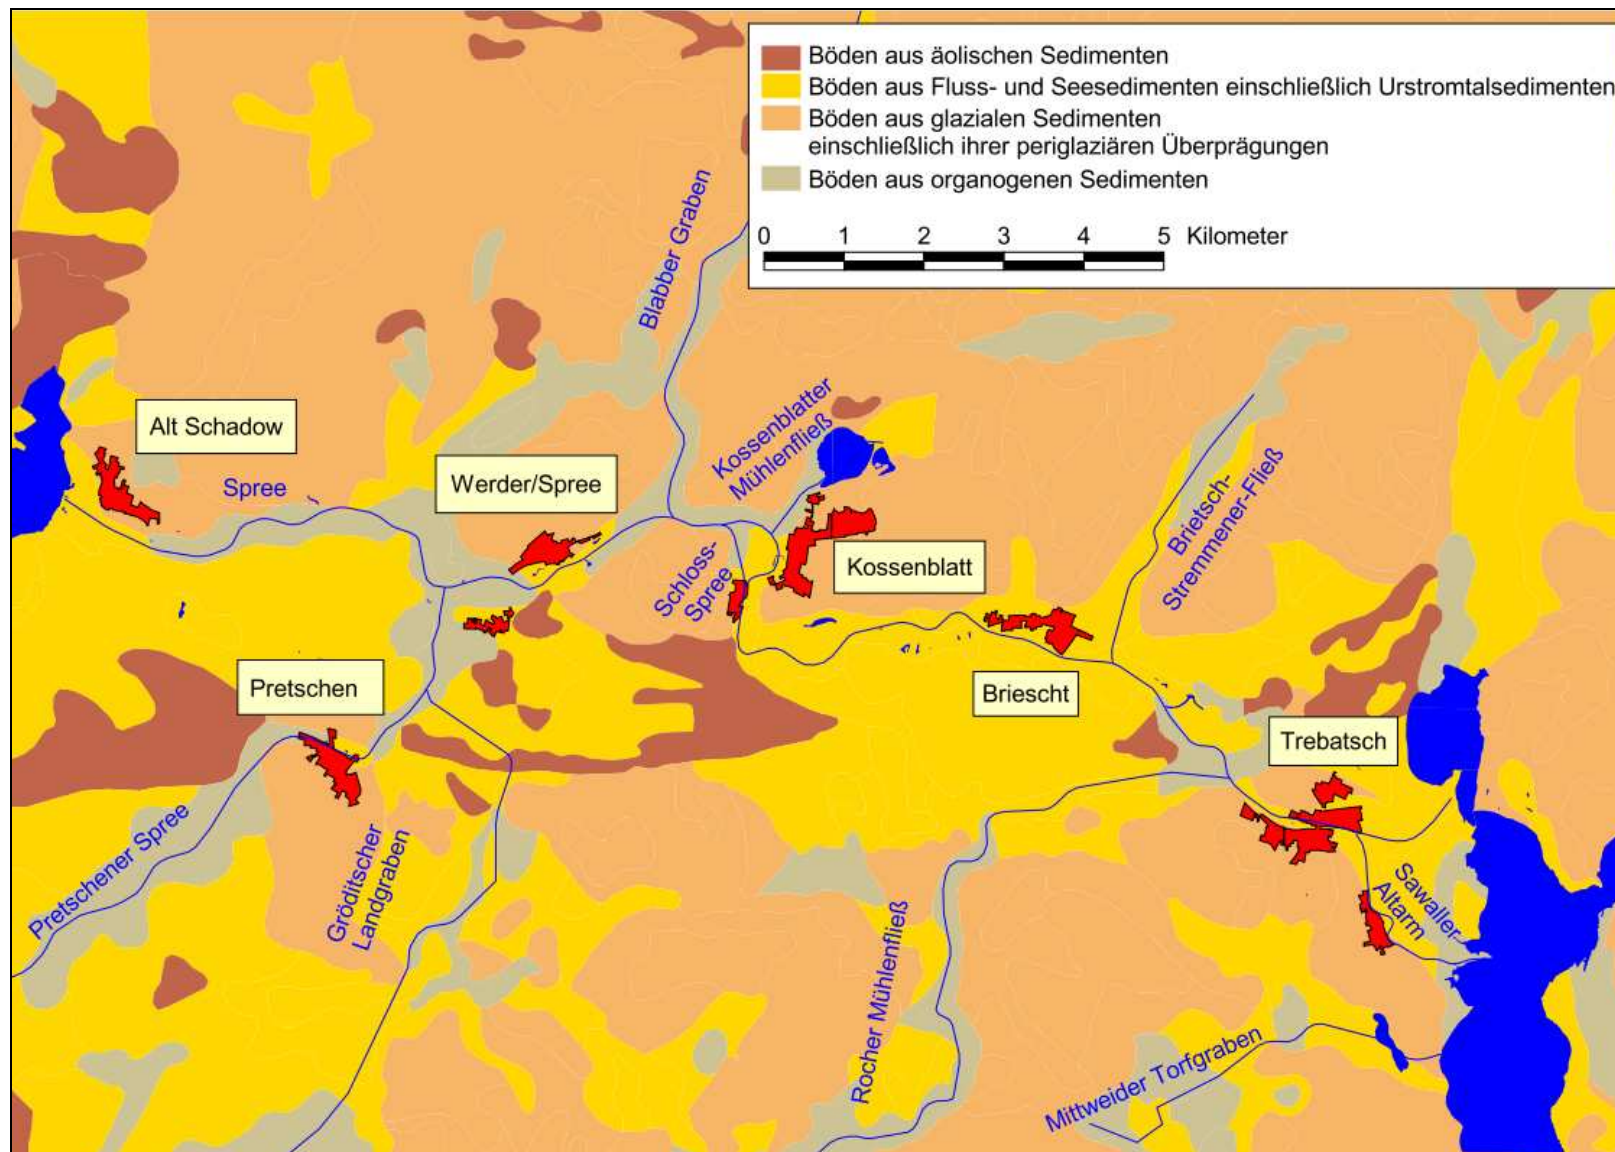 Böden aus äolischen Sedimenten
Böden aus Fluss- und Seesedimenten einschließlich Urstromtalsedimenten
Böden aus glazialen Sedimenten
einschließlich ihrer periglaziären Überprägungen
Böden aus organogenen Sedimenten
0 1 2 3 4 5 Kilometer
Blabber Graben
Alt Schadow
Spree
Werder/Spree
Kossenblatter
Mühlenfließ
Kossenblatt
Schloss-
Spree
Brietsch-
Stremmener-Fließ
Pretschen
Briescht
Trebatsch
Pretschener Spree
Gröditscher
Landgraben
Rocher Mühlenfließ
Sawaller
Altarm
Mittweider Torfgraben